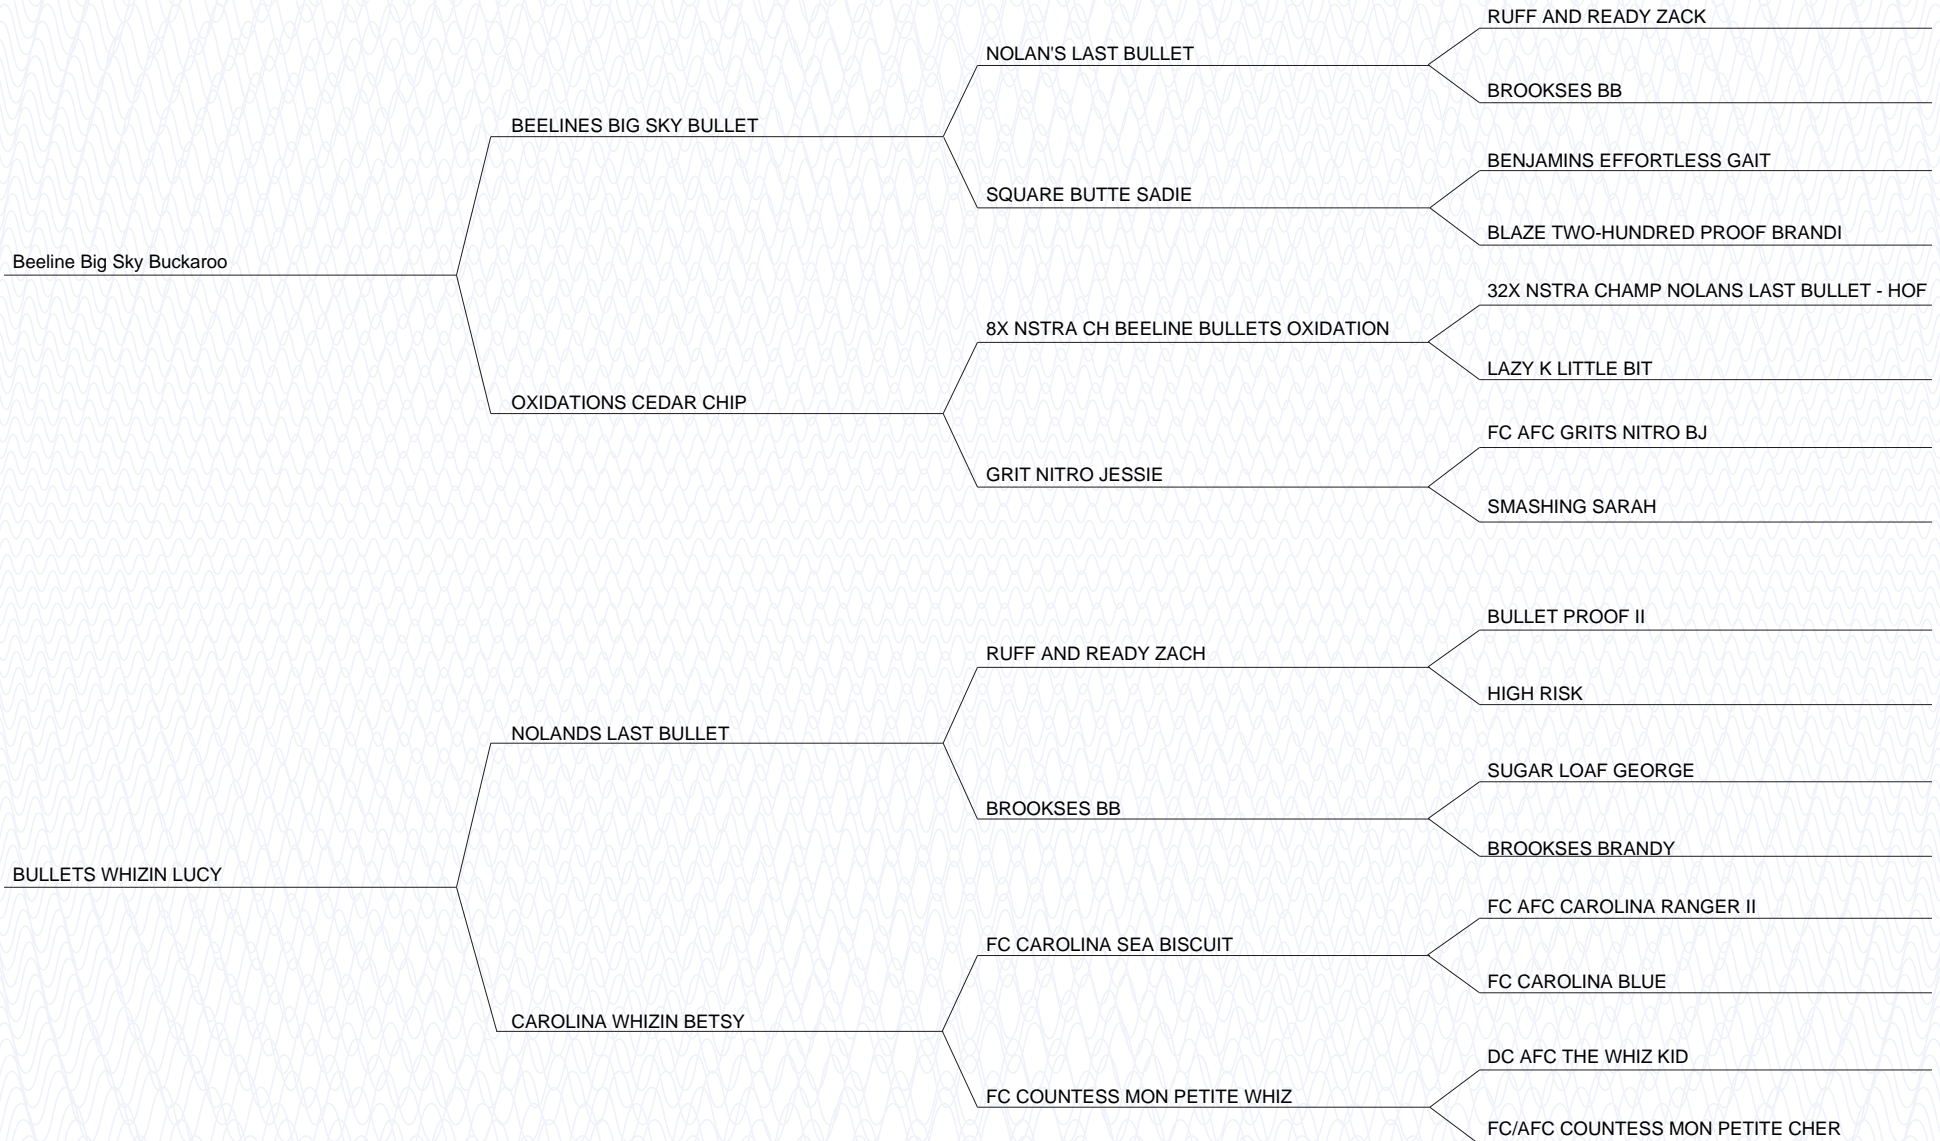 RUFF AND READY ZACK
NOLAN'S LAST BULLET
BROOKSES BB
BEELINES BIG SKY BULLET
BENJAMINS EFFORTLESS GAIT
SQUARE BUTTE SADIE
BLAZE TWO-HUNDRED PROOF BRANDI
Beeline Big Sky Buckaroo
32X NSTRA CHAMP NOLANS LAST BULLET - HOF
8X NSTRA CH BEELINE BULLETS OXIDATION
LAZY K LITTLE BIT
OXIDATIONS CEDAR CHIP
FC AFC GRITS NITRO BJ
GRIT NITRO JESSIE
SMASHING SARAH
BULLET PROOF II
RUFF AND READY ZACH
HIGH RISK
NOLANDS LAST BULLET
SUGAR LOAF GEORGE
BROOKSES BB
BROOKSES BRANDY
BULLETS WHIZIN LUCY
FC AFC CAROLINA RANGER II
FC CAROLINA SEA BISCUIT
FC CAROLINA BLUE
CAROLINA WHIZIN BETSY
DC AFC THE WHIZ KID
FC COUNTESS MON PETITE WHIZ
FC/AFC COUNTESS MON PETITE CHER